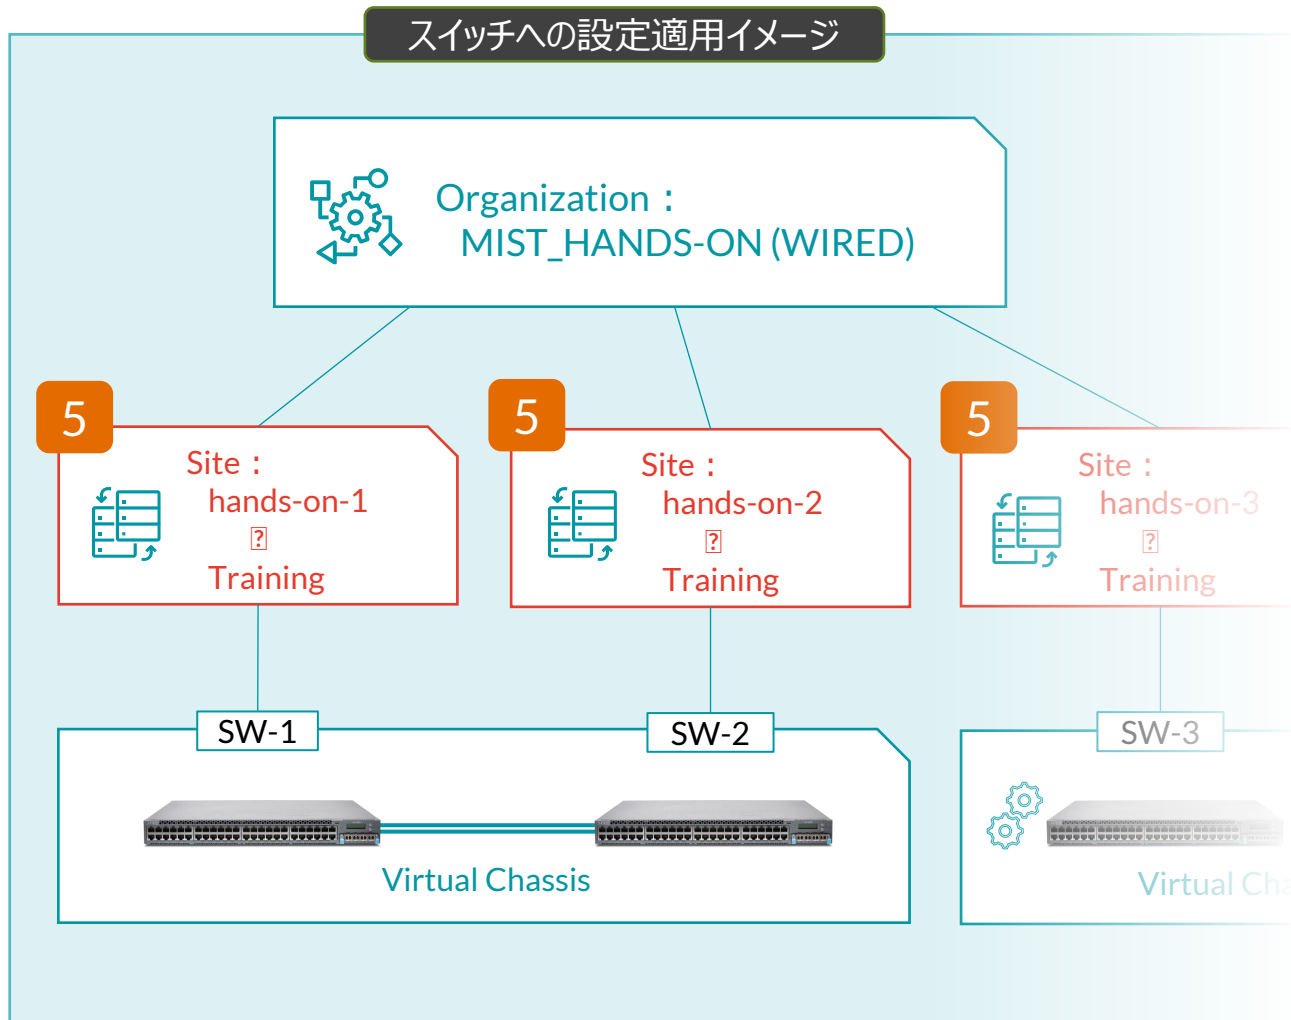 スイッチへの設定適用イメージ
Organization：
MIST_HANDS-ON (WIRED)
5
Site：
hands-on-1
Training
5
Site：
hands-on-2
Training
5
Site：
hands-on-3
Training
SW-1
SW-2
Virtual Chassis
SW-3
Virtual Cha